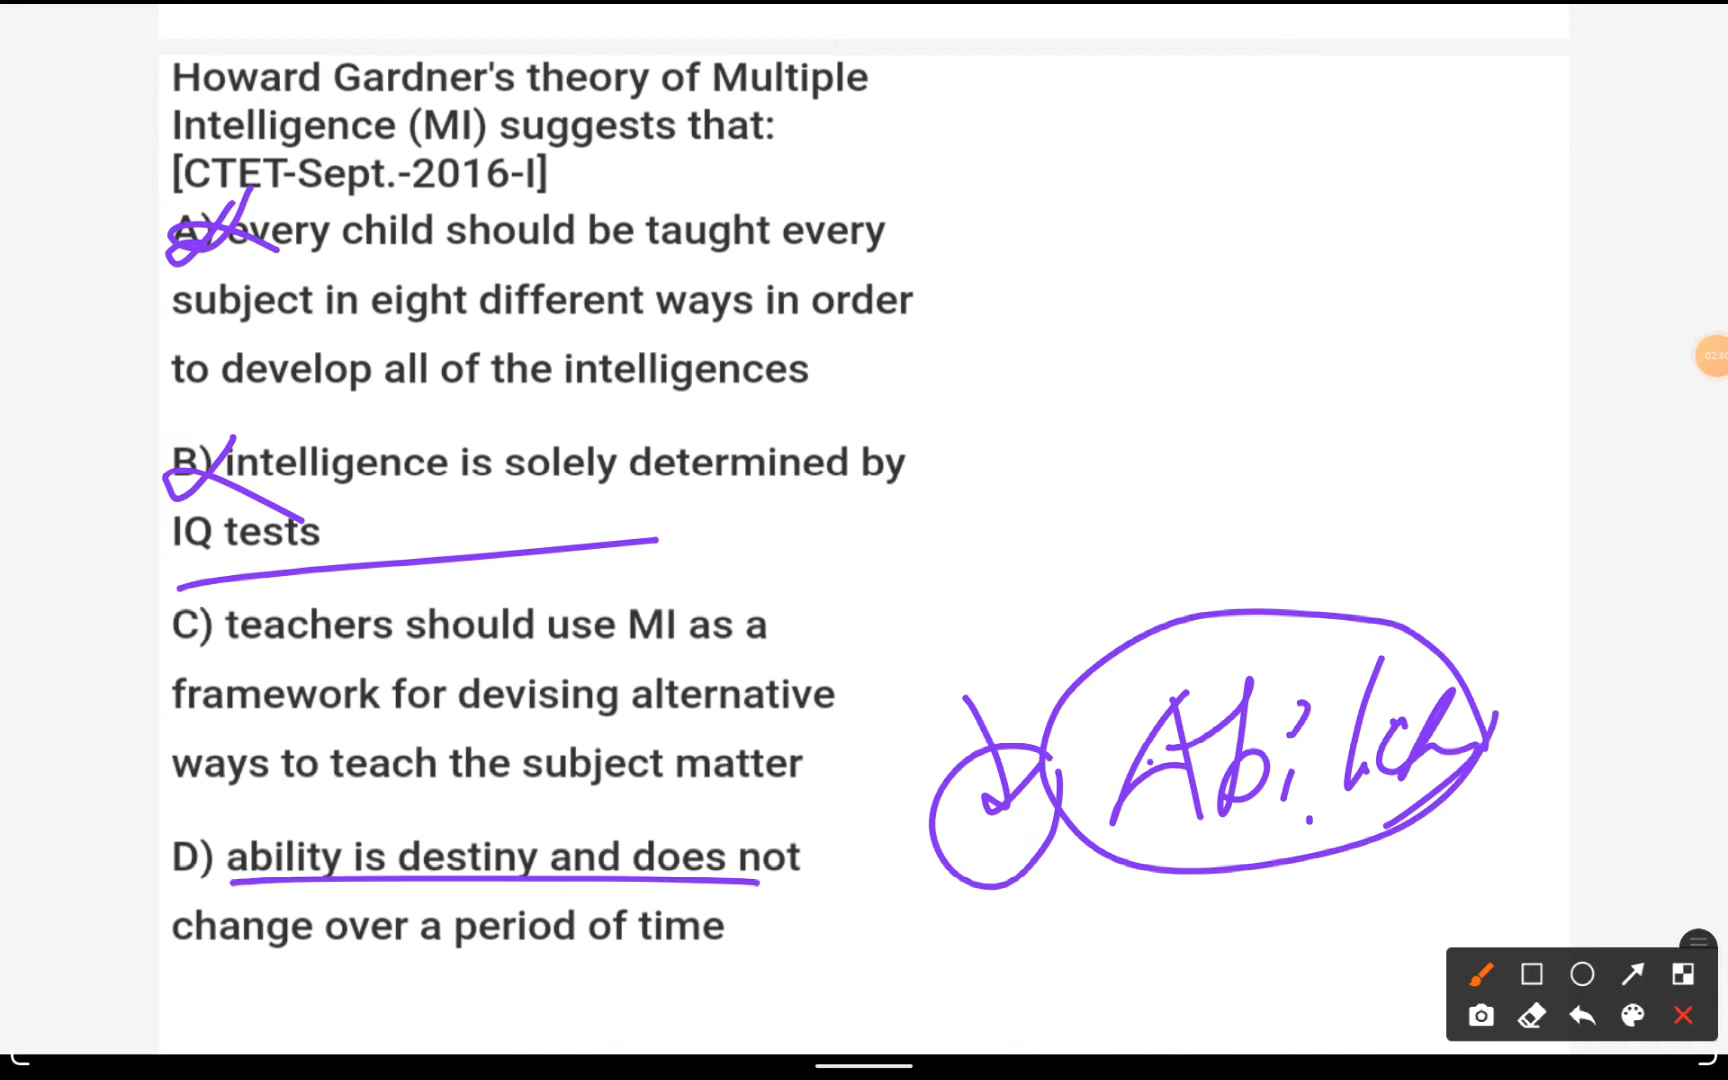 Howard Gardner's theory of Multiple
Intelligence (MI) suggests that:
[CTET-Sept.-2016-I]
A) every child should be taught every
subject in eight different ways in order
to develop all of the intelligences
B) intelligence is solely determined by
IQ tests
C) teachers should use MI as a
framework for devising alternative
ways to teach the subject matter
D) ability is destiny and does not
change over a period of time